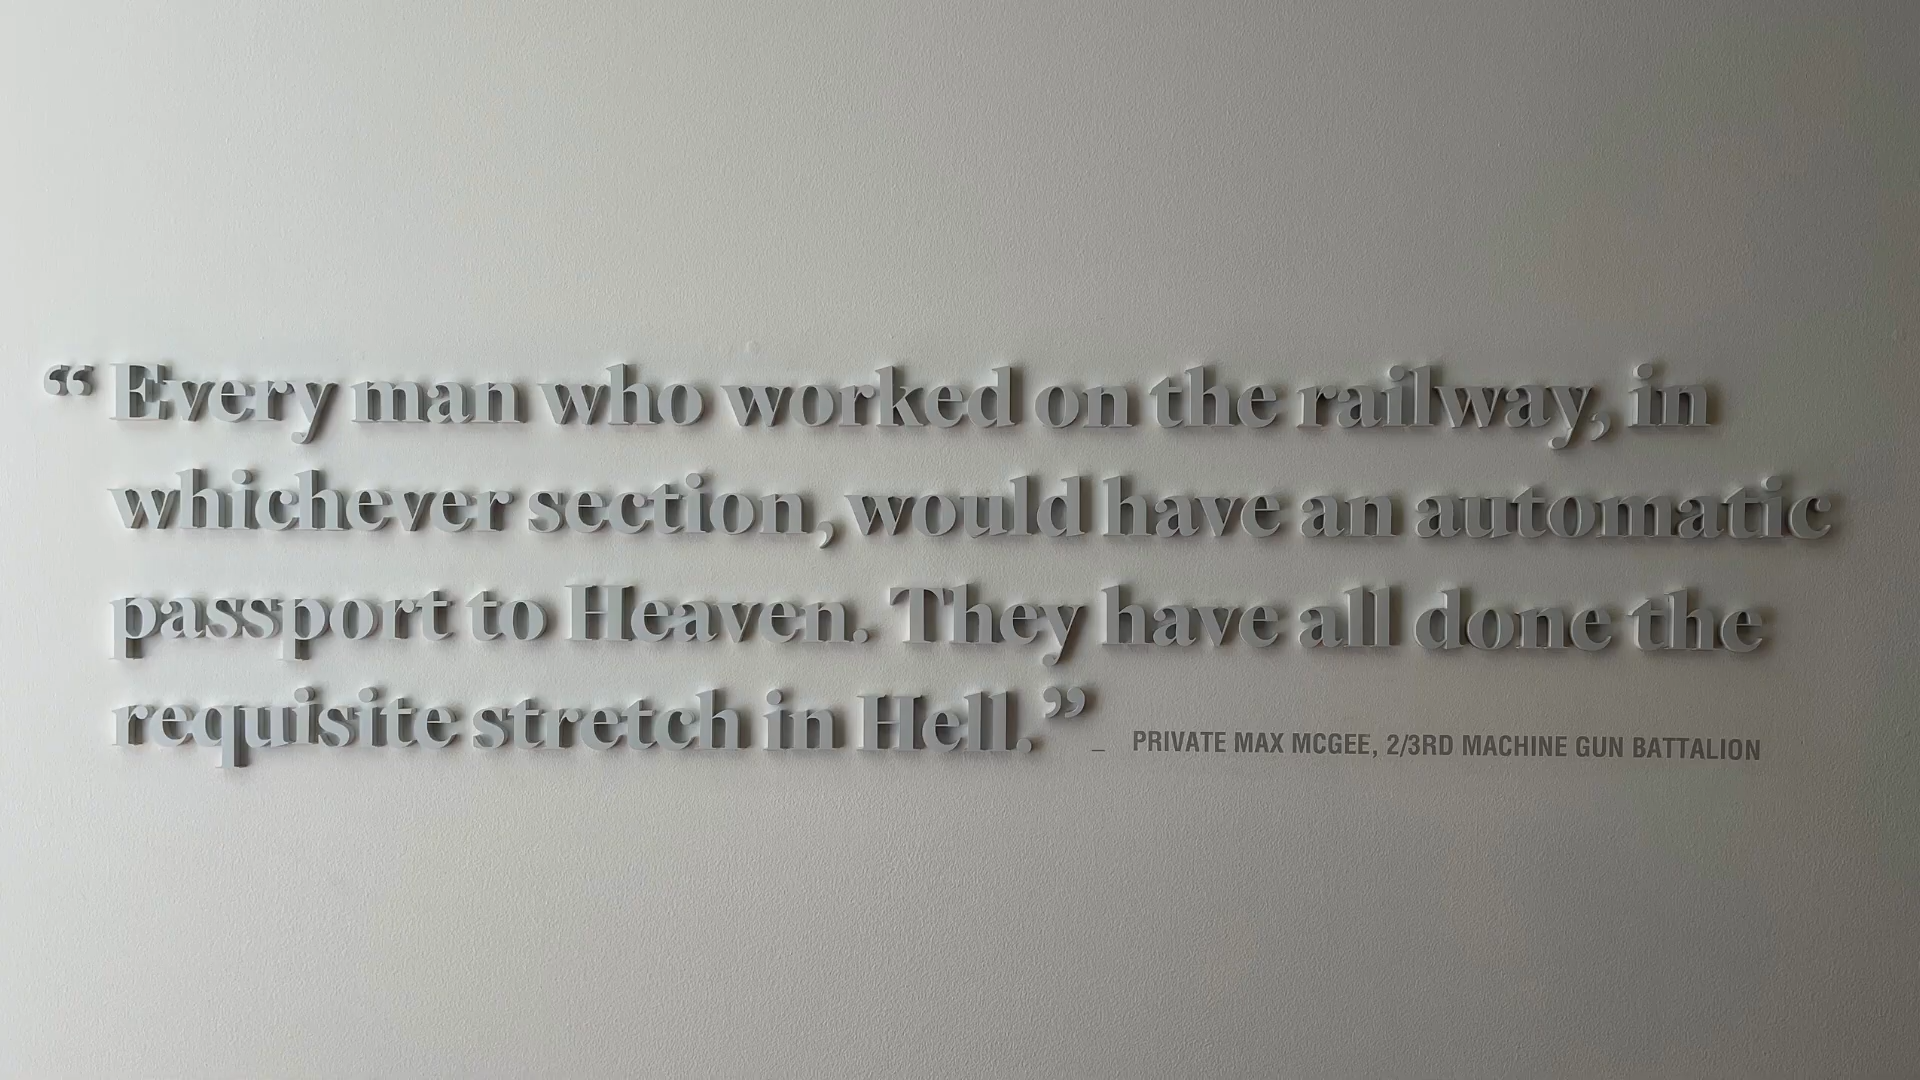 “Every man who worked on the railway, in
whichever section, would have an automatic
passport to Heaven. They have all done the
requisite stretch in Hell.” _ PRIVATE MAX MCGEE, 2/3RD MACHINE GUN BATTALION